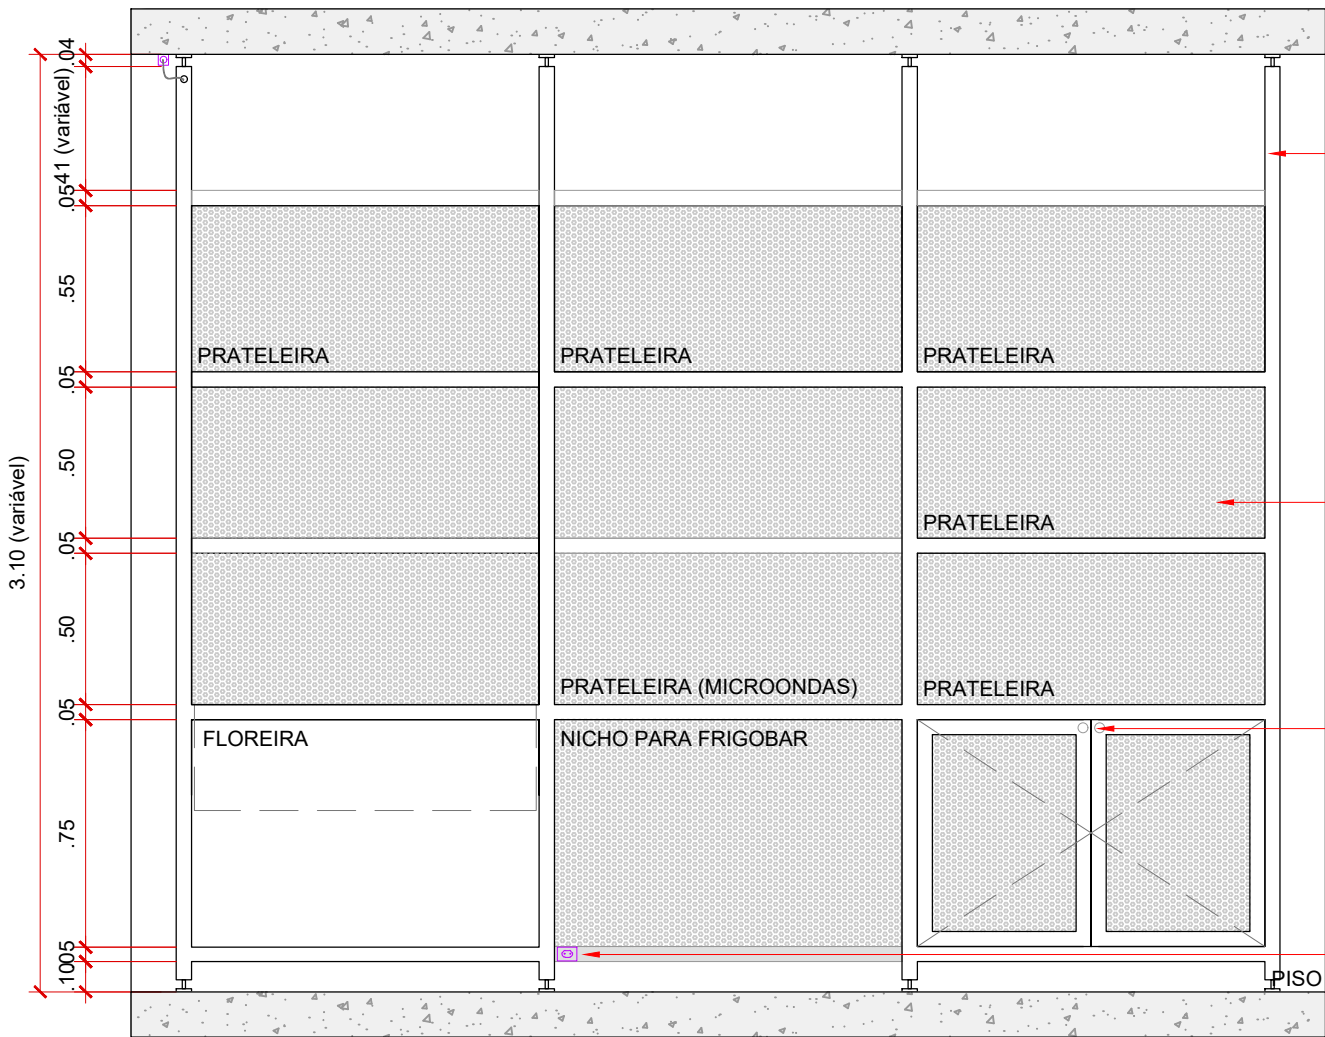 .04
.41 (variável)
.05
.55
PRATELEIRA
PRATELEIRA
PRATELEIRA
.05
3.10 (variável)
.50
PRATELEIRA
.05
.50
PRATELEIRA (MICROONDAS)
PRATELEIRA
.05
FLOREIRA
NICHO PARA FRIGOBAR
.75
.05
.10
PISO